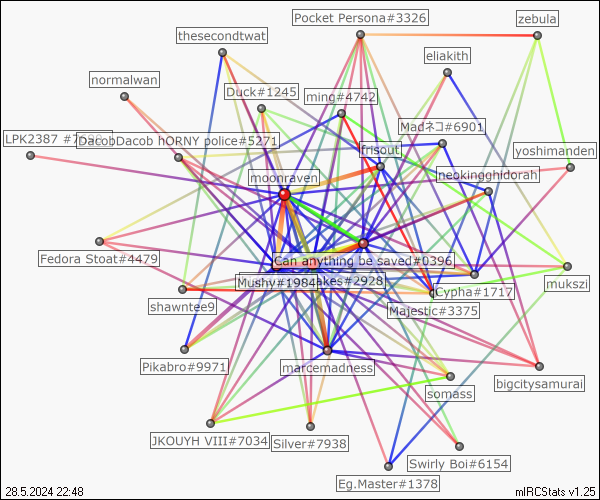 Pocket Persona#3326
zebula
thesecondtwat
eliakith
normalwan
Duck#1245
ming#4742
Madネコ#6901
LPK2387
DacobDacob hORNY police#5271
frisout
yoshimanden
moonraven
neokingghidorah
Fedora Stoat#4479
Can anything be saved#0396
Mushy#1984
akes#2928
mukszi
shawntee9
Cypha#1717
Majestic#3375
Pikabro#9971
marcemadness
bigcitysamurai
somass
JKOUYH VIII#7034
Silver#7938
Swirly Boi#6154
Eg.Master#1378
28.5.2024 22:48
mIRCStats v1.25